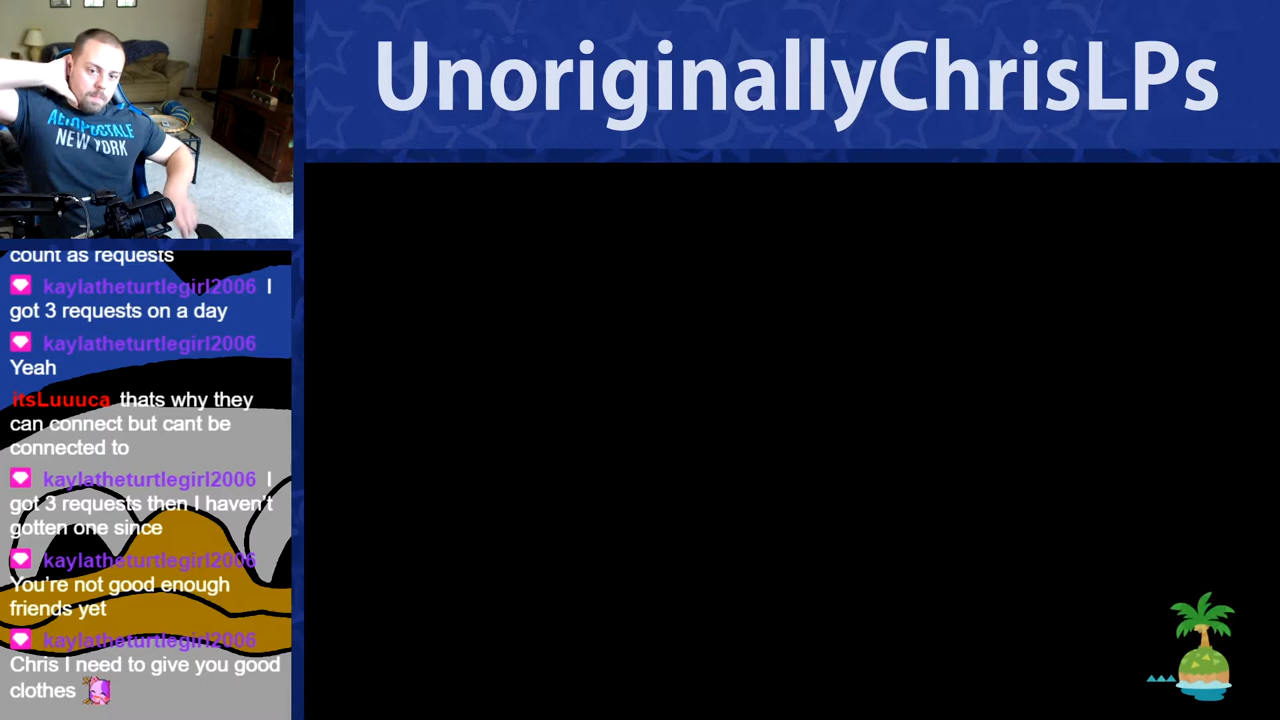 UnoriginallyChrisLPs
AEROPOSTALE
NEW YORK
count as requests
kaylatheturtlegirl2006 I
got 3 requests on a day
kaylatheturtlegirl2006
Yeah
itsLuuuca thats why they
can connect but cant be
connected to
kaylatheturtlegirl2006 I
got 3 requests then I haven't
gotten one since
kaylatheturtlegirl2006
You're not good enough
friends yet
kaylatheturtlegirl2006
Chris I need to give you good
clothes